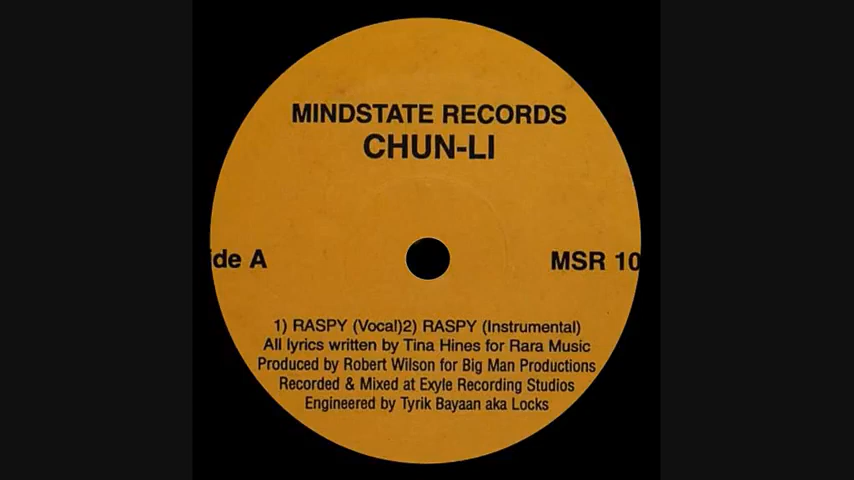 MINDSTATE RECORDS
CHUN-LI
de A
MSR 10
1) RASPY (Vocal)2) RASPY (Instrumental)
All lyrics written by Tina Hines for Rara Music
Produced by Robert Wilson for Big Man Productions
Recorded & Mixed at Exyle Recording Studios
Engineered by Tyrik Bayaan aka Locks